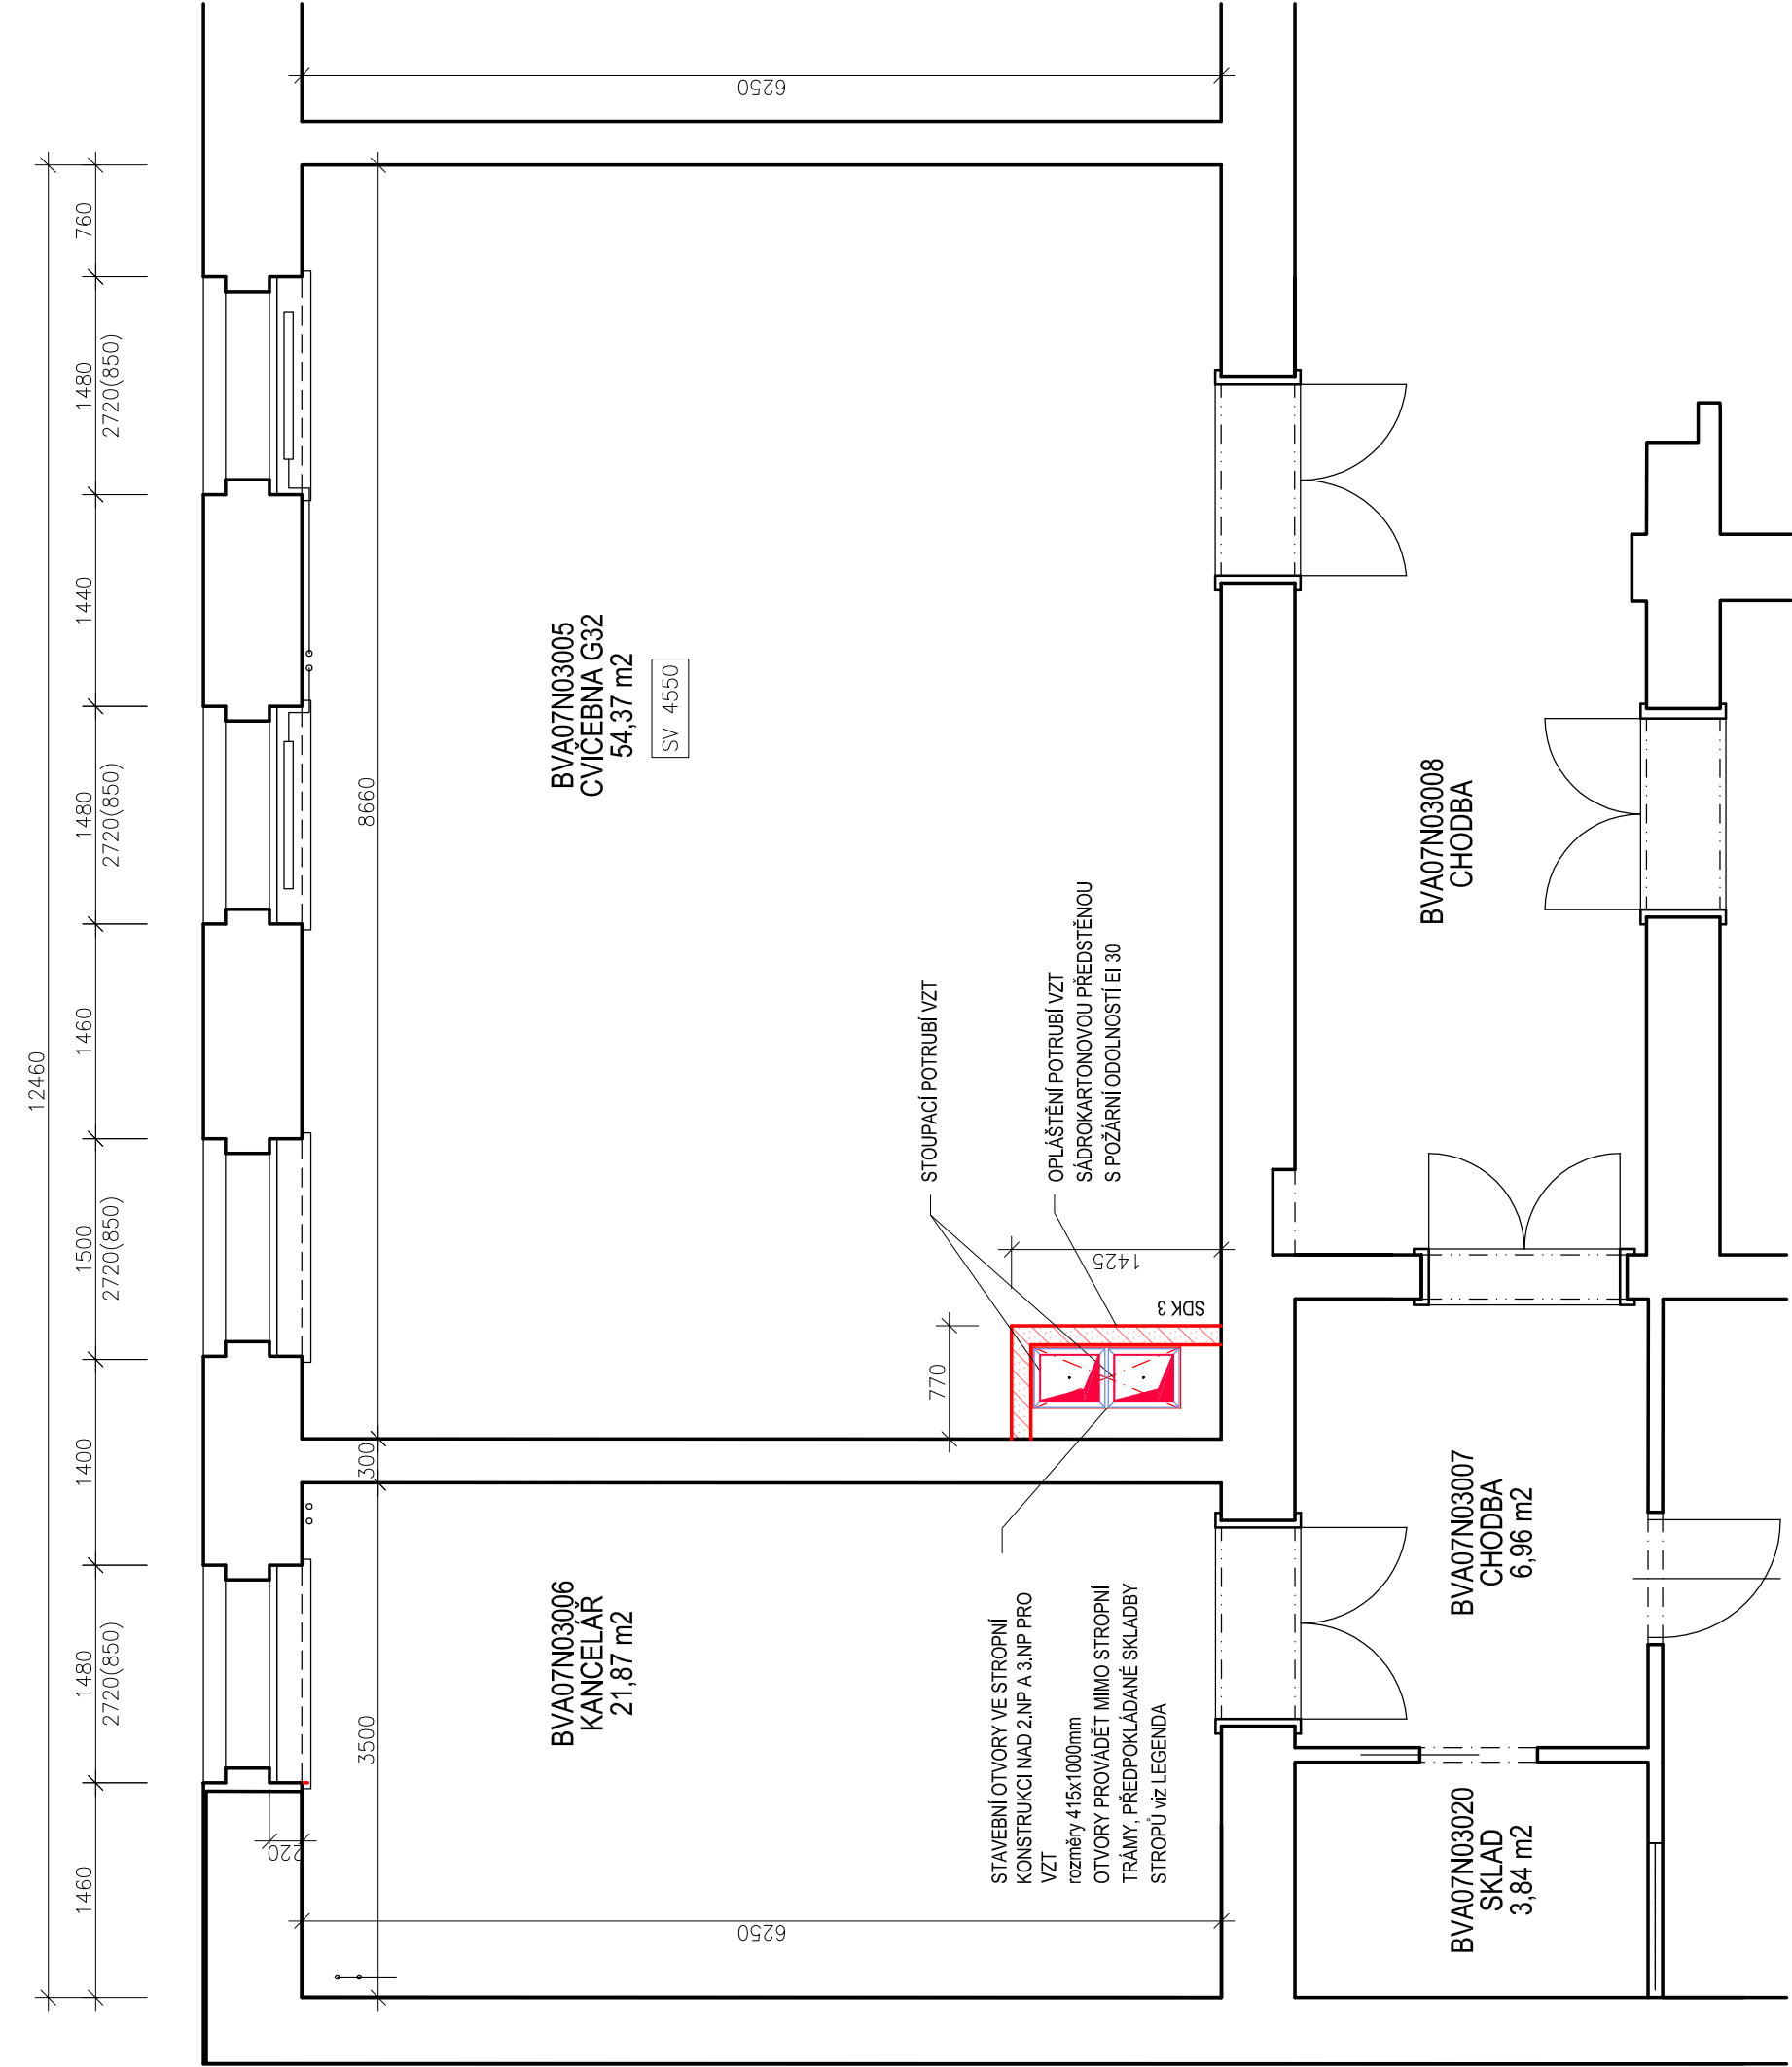 12460
1460
1480
2720(850)
1400
1500
2720(850)
1460
1480
2720(850)
1440
1480
2720(850)
760
220
3500
300
8660
6250
6250
BVA07N03006
KANCELÁŘ
21,87 m2
BVA07N03005
CVIČEBNA G32
54,37 m2
SV 4550
STOUPACÍ POTRUBÍ VZT
OPLÁŠTĚNÍ POTRUBÍ VZT
SÁDROKARTONOVOU PŘEDSTĚNOU
S POŽÁRNÍ ODOLNOSTÍ EI 30
770
1425
SDK 3
STAVEBNÍ OTVORY VE STROPNÍ
KONSTRUKCI NAD 2.NP A 3.NP PRO
VZT
rozměry 415x1000mm
OTVORY PROVÁDĚT MIMO STROPNÍ
TRÁMY, PŘEDPOKLÁDANÉ SKLADBY
STROPŮ viz LEGENDA
BVA07N03020
SKLAD
3,84 m2
BVA07N03007
CHODBA
6,96 m2
BVA07N03008
CHODBA